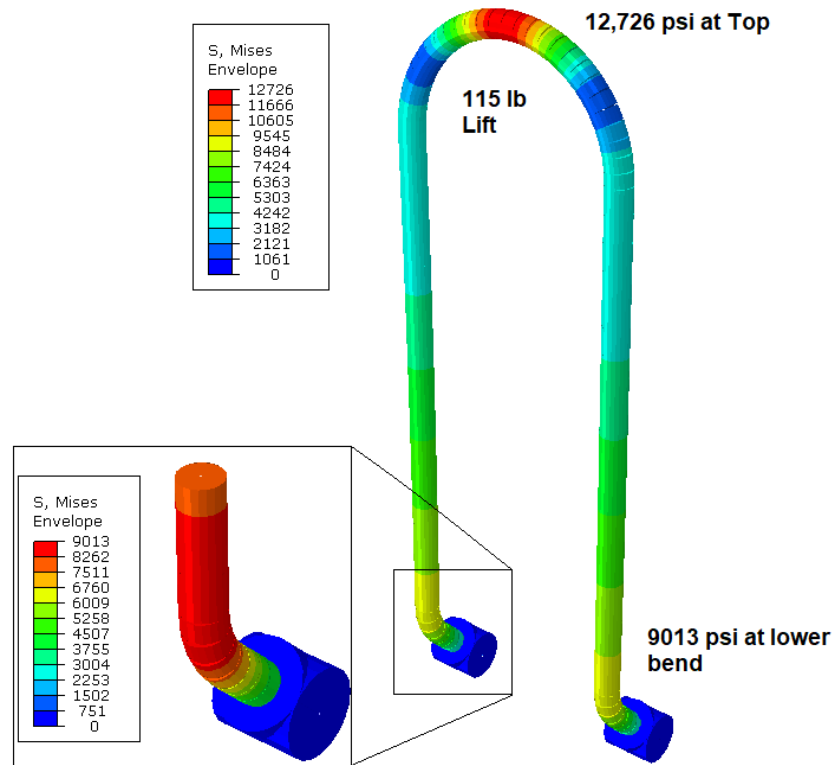 12,726 psi at Top
S, Mises
Envelope
12726
11666
10605
9545
8484
7424
6363
5303
4242
3182
2121
1061
0
115 lb
Lift
S, Mises
Envelope
9013
8262
7511
6760
6009
5258
4507
3755
3004
2253
1502
751
0
9013 psi at lower
bend